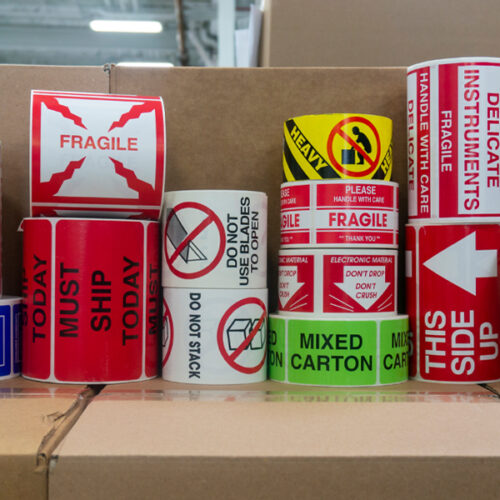 FRAGILE
TODAY
MUST
SHIP
TODAY
MUST
DO NOT
USE BLADES
TO OPEN
DO NOT STACK
HEAVY
PLEASE
HANDLE WITH CARE
FRAGILE
FRAGILE
** THANK YOU **
ELECTRONIC MATERIAL
DON'T DROP
DON'T
CRUSH
MIXED
CARTON
DELICATE
HANDLE WITH CARE
FRAGILE
INSTRUMENTS
DELICATE
THIS
SIDE
UP